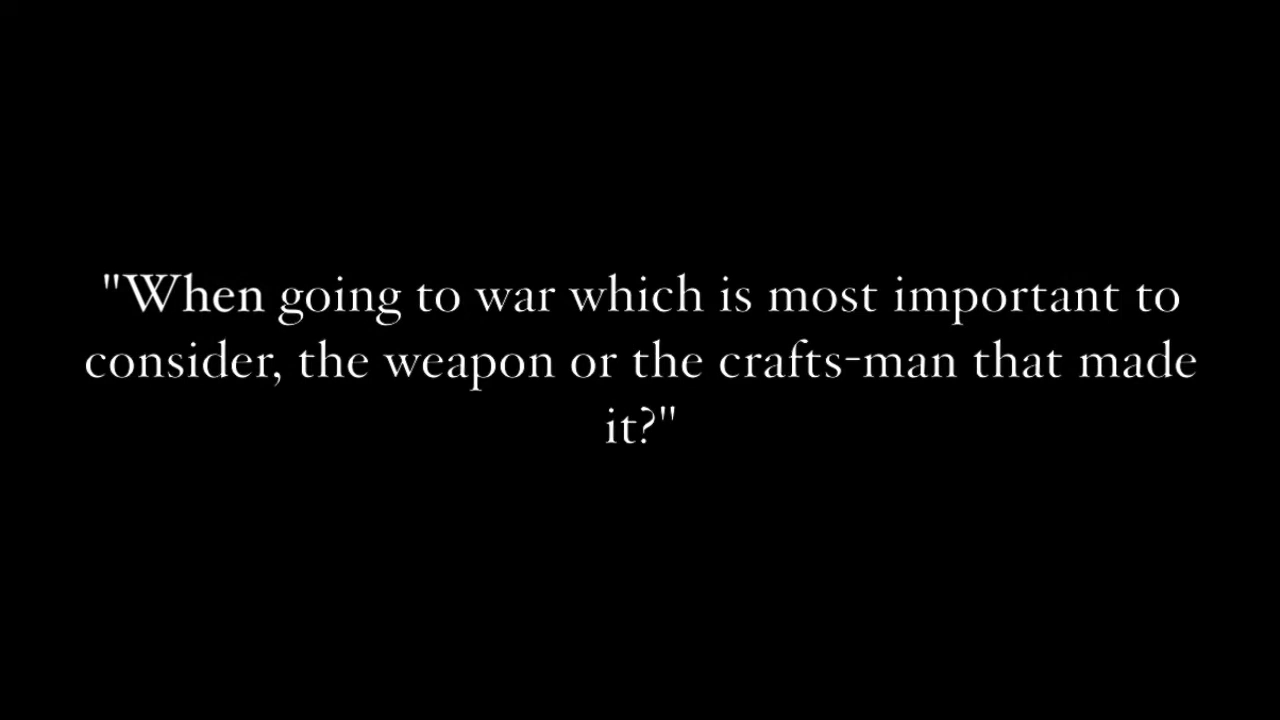 "When going to war which is most important to
consider, the weapon or the crafts-man that made
it?"